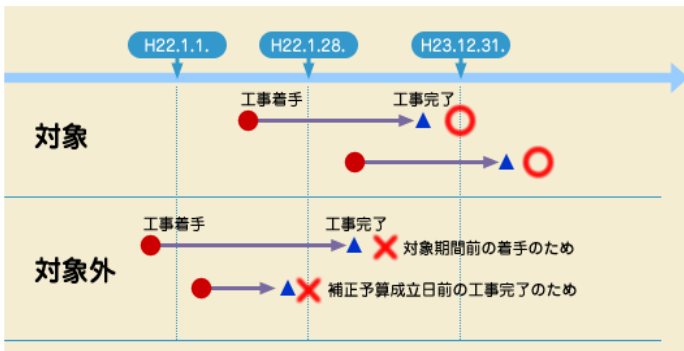 H22.1.1. H22.1.28. H23.12.31.
工事着手 工事完了
対象
工事着手 工事完了
対象期間前の着手のため
対象外
補正予算成立日前の工事完了のため